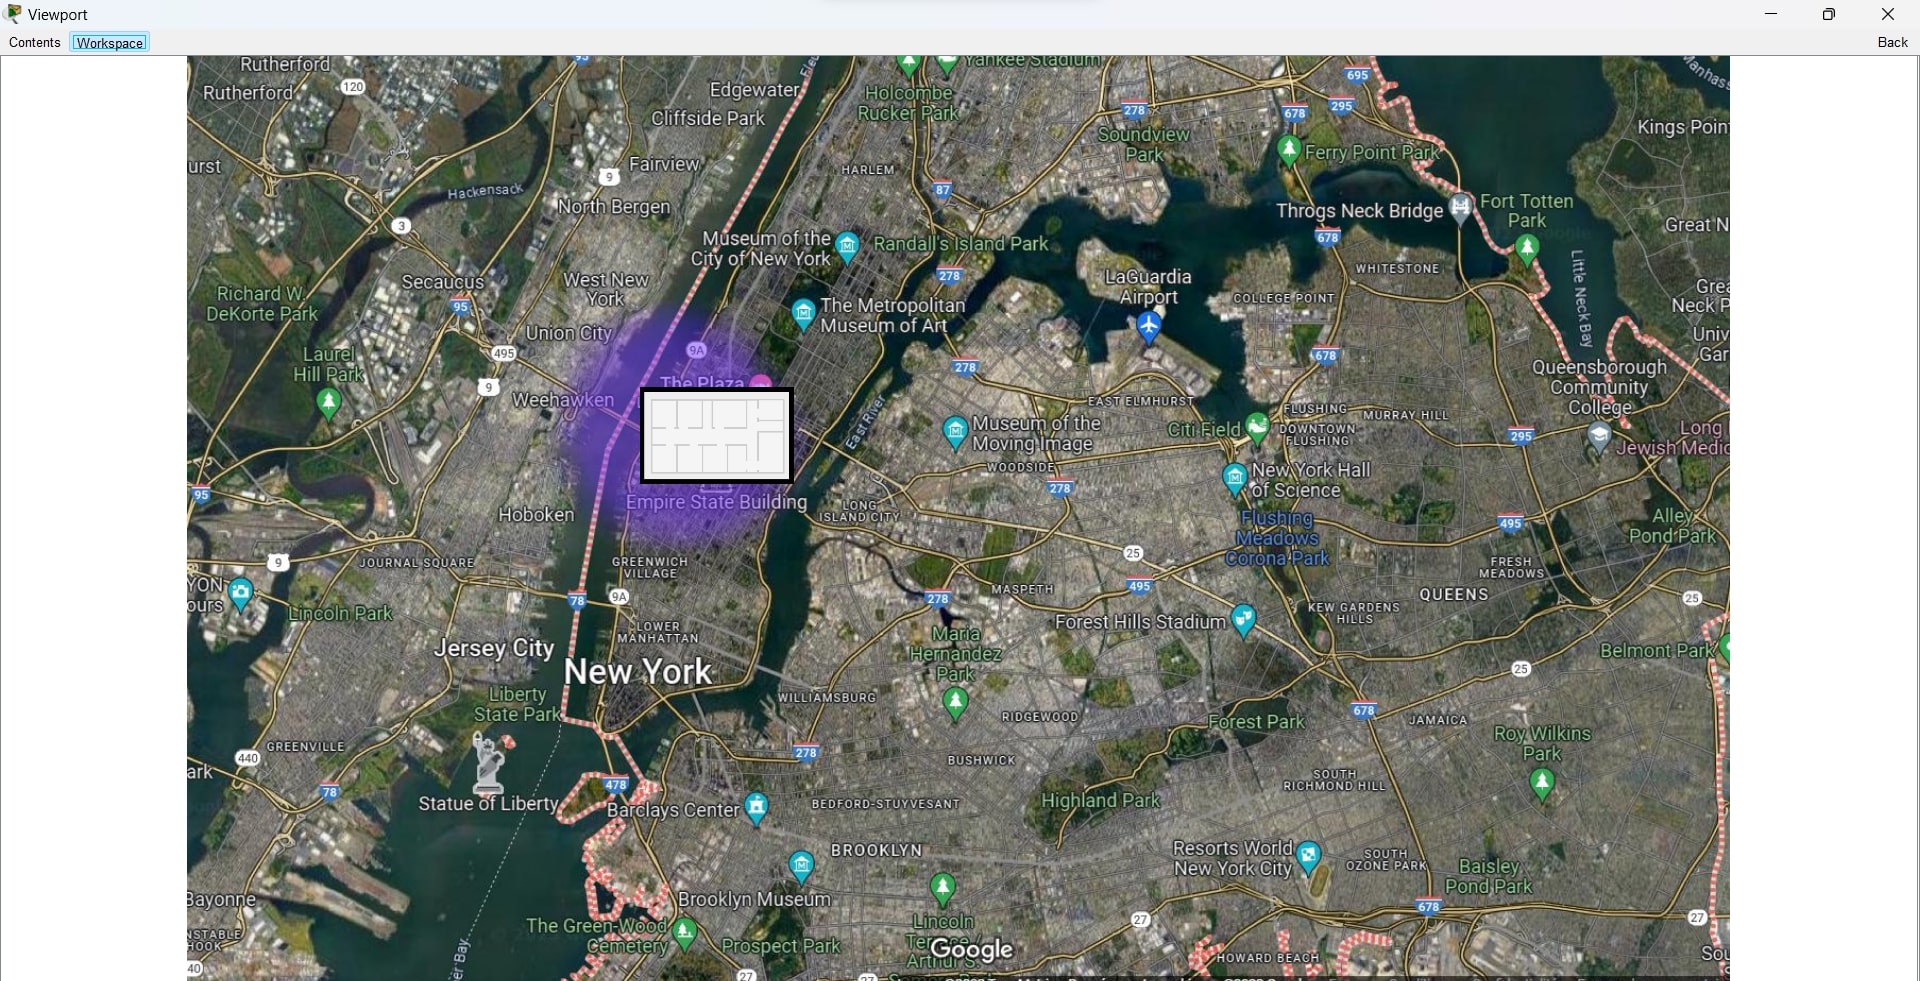 Viewport
Contents
Workspace
Back
Rutherford
Rutherford
120
95
Edgewater
Cliffside Park
Yankee Stadium
Holcombe
Rucker Park
278
Soundview
Park
695
678
295
Kings Poin
urst
Fairview
9
Hackensack
North Bergen
HARLEM
87
Ferry Point Park
Throgs Neck Bridge
Fort Totten
Park
Great N
3
Museum of the
City of New York
Randall's Island Park
278
678
Secaucus
West New
York
LaGuardia
Airport
WHITESTONE
Little Neck Bay
COLLEGE POINT
Grea
Neck P
Richard W.
DeKorte Park
95
Union City
The Metropolitan
Museum of Art
Univ
Gar
495
9A
Laurel
Hill Park
9
278
678
Queensborough
Community
College
The Plaza
Weehawken
East River
EAST ELMHURST
FLUSHING
DOWNTOWN
FLUSHING
MURRAY HILL
Museum of the
Moving Image
Citi Field
295
Long
Jewish Medic
WOODSIDE
New York Hall
of Science
95
278
Empire State Building
Hoboken
LONG
ISLAND CITY
Flushing
Meadows
Corona Park
495
Alley
Pond Park
25
9
JOURNAL SQUARE
GREENWICH
VILLAGE
FRESH
MEADOWS
YON
ours
78
9A
278
MASPETH
495
QUEENS
25
Lincoln Park
KEW GARDENS
HILLS
Forest Hills Stadium
LOWER
MANHATTAN
Maria
Hernandez
Park
Jersey City
New York
Belmont Park
25
Liberty
State Park
WILLIAMSBURG
RIDGEWOOD
Forest Park
678
JAMAICA
Roy Wilkins
Park
GREENVILLE
440
ark
278
BUSHWICK
78
478
SOUTH
RICHMOND HILL
Statue of Liberty
Barclays Center
BEDFORD-STUYVESANT
Highland Park
BROOKLYN
Resorts World
New York City
SOUTH
OZONE PARK
Baisley
Pond Park
Bayonne
Brooklyn Museum
678
27
27
The Green-Wood
Cemetery
Prospect Park
Lincoln
Terrace /
Arthur S.
Google
NSTABLE
HOOK
40
er Bay
27
HOWARD BEACH
Sou